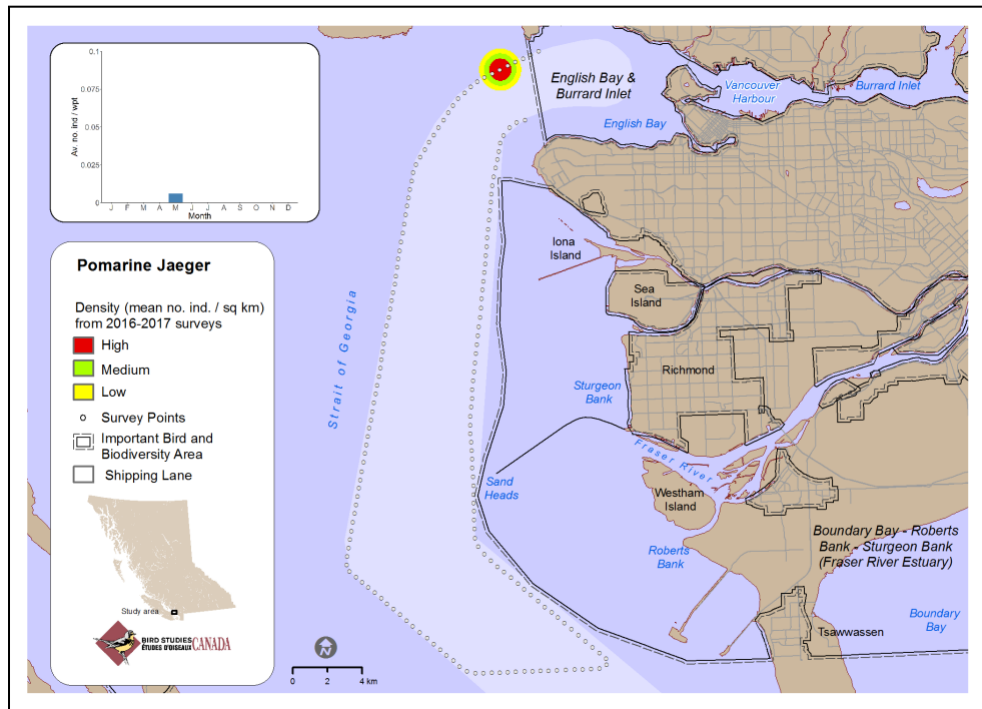 0.1
0.075
0.05
0.025
0
Av. no. ind / wpt
J F M A M J J A S O N D
Month
Pomarine Jaeger
Density (mean no. ind. / sq km)
from 2016-2017 surveys
High
Medium
Low
Survey Points
Important Bird and
Biodiversity Area
Shipping Lane
Study area
BIRD STUDIES
ÉTUDES D'OISEAUX
CANADA
N
0 2 4 km
Strait of Georgia
English Bay &
Burrard Inlet
English Bay
Vancouver
Harbour
Burrard Inlet
Iona
Island
Sea
Island
Sturgeon
Bank
Richmond
Fraser River
Sand
Heads
Westham
Island
Roberts
Bank
Boundary Bay - Roberts
Bank - Sturgeon Bank
(Fraser River Estuary)
Boundary
Bay
Tsawwassen